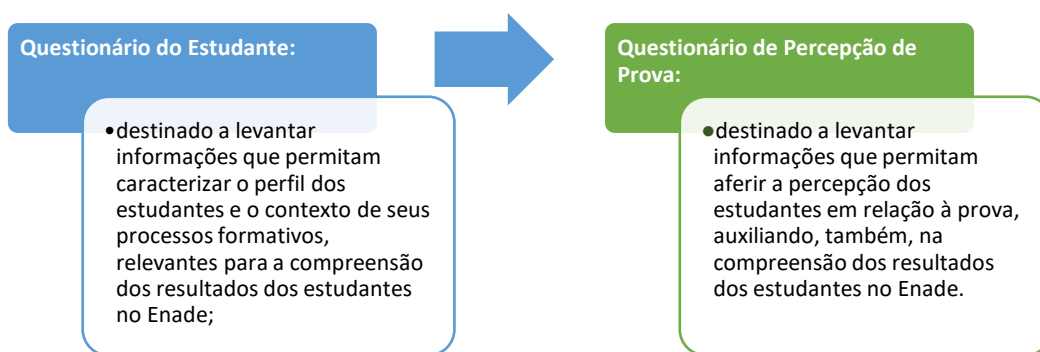 Questionário do Estudante:
•destinado a levantar
informações que permitam
caracterizar o perfil dos
estudantes e o contexto de seus
processos formativos,
relevantes para a compreensão
dos resultados dos estudantes
no Enade;
Questionário de Percepção de
Prova:
•destinado a levantar
informações que permitam
aferir a percepção dos
estudantes em relação à prova,
auxiliando, também, na
compreensão dos resultados
dos estudantes no Enade.